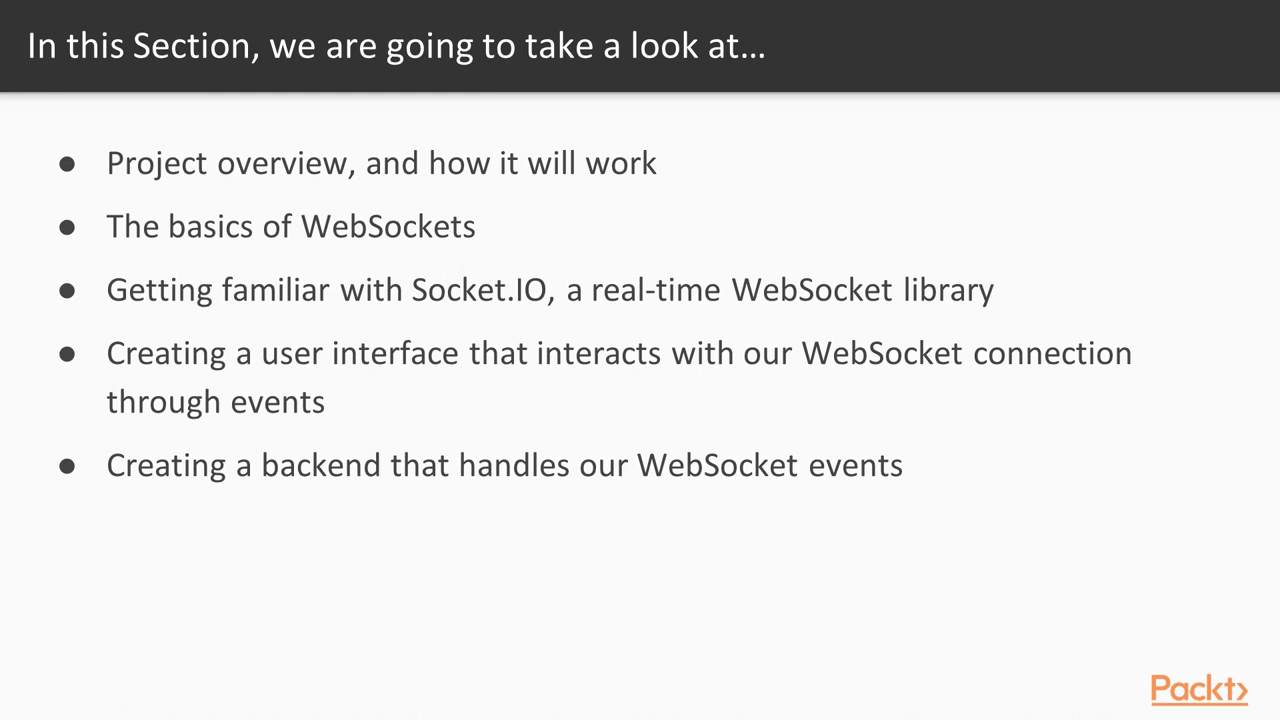 In this Section, we are going to take a look at...
● Project overview, and how it will work
● The basics of WebSockets
● Getting familiar with Socket.IO, a real-time WebSocket library
● Creating a user interface that interacts with our WebSocket connection
through events
● Creating a backend that handles our WebSocket events
Packt>